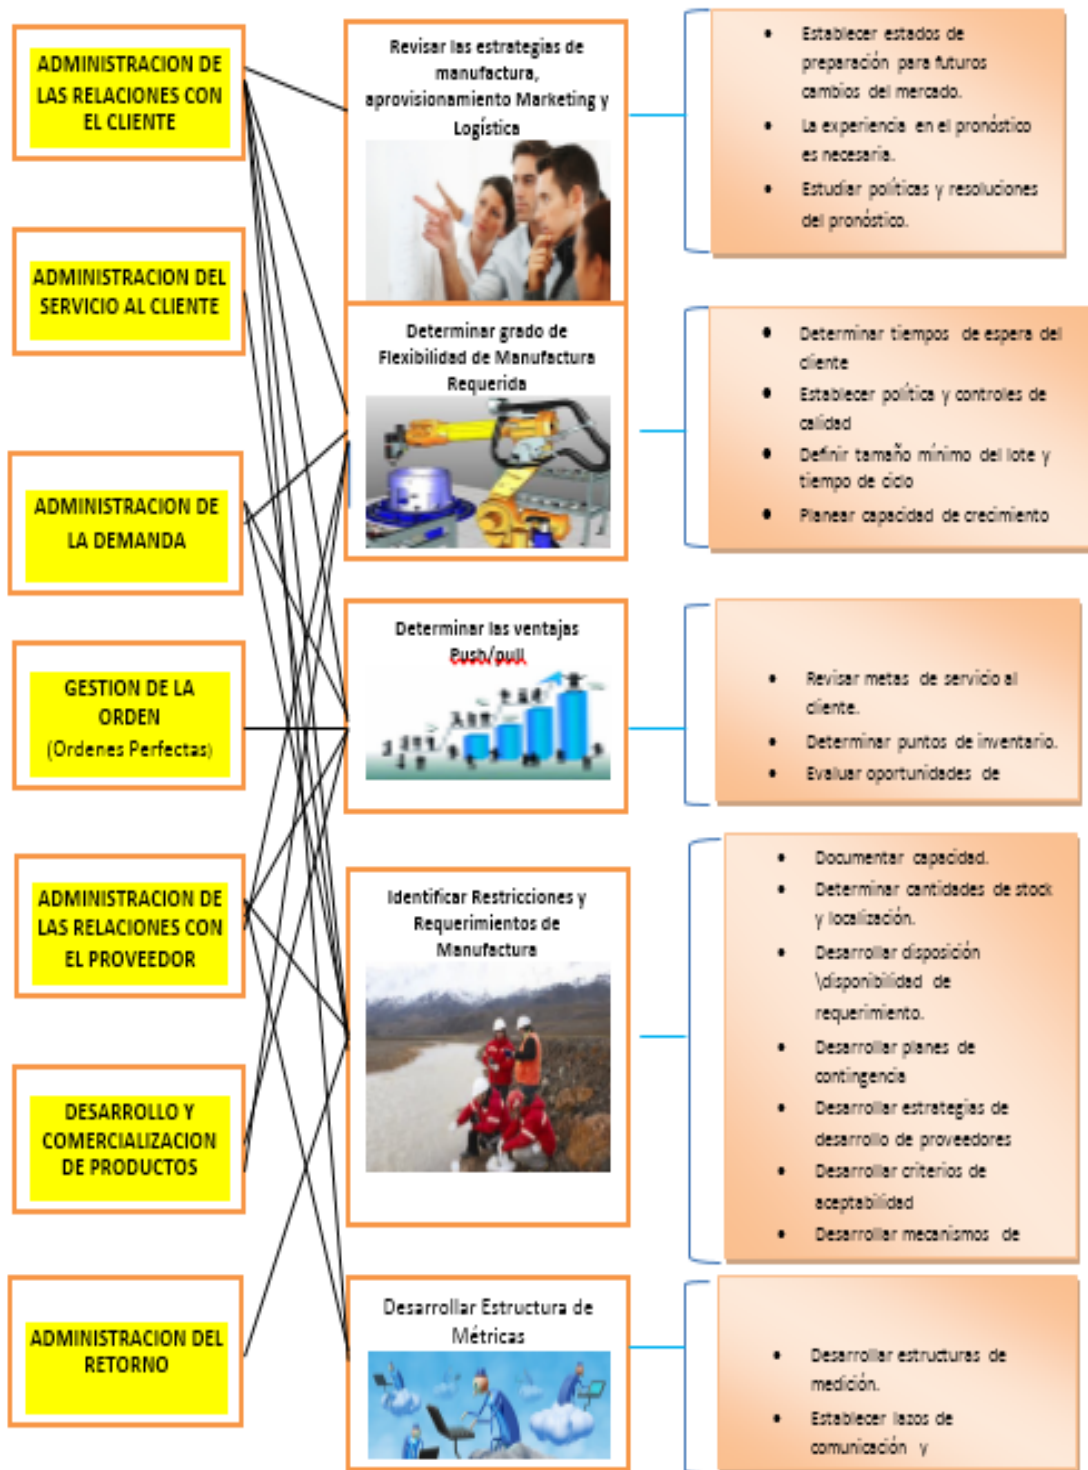 ADMINISTRACION DE
LAS RELACIONES CON
EL CLIENTE
ADMINISTRACION DEL
SERVICIO AL CLIENTE
ADMINISTRACION DE
LA DEMANDA
GESTION DE LA
ORDEN
(Ordenes Perfectas)
ADMINISTRACION DE
LAS RELACIONES CON
EL PROVEEDOR
DESARROLLO Y
COMERCIALIZACION
DE PRODUCTOS
ADMINISTRACION DEL
RETORNO
Revisar las estrategias de
manufactura,
aprovisionamiento Marketing y
Logística
Determinar grado de
Flexibilidad de Manufactura
Requerida
Determinar las ventajas
Push/pull
Identificar Restricciones y
Requerimientos de
Manufactura
Desarrollar Estructura de
Métricas
• Establecer estados de
preparación para futuros
cambios del mercado.
• La experiencia en el pronóstico
es necesaria.
• Estudiar políticas y resoluciones
del pronóstico.
• Determinar tiempos de espera del
cliente
• Establecer política y controles de
calidad
• Definir tamaño mínimo del lote y
tiempo de ciclo
• Planear capacidad de crecimiento
• Revisar metas de servicio al
cliente.
• Determinar puntos de inventario.
• Evaluar oportunidades de
• Documentar capacidad.
• Determinar cantidades de stock
y localización.
• Desarrollar disposición
\disponibilidad de
requerimiento.
• Desarrollar planes de
contingencia
• Desarrollar estrategias de
desarrollo de proveedores
• Desarrollar criterios de
aceptabilidad
• Desarrollar mecanismos de
• Desarrollar estructuras de
medición.
• Establecer lazos de
comunicación y